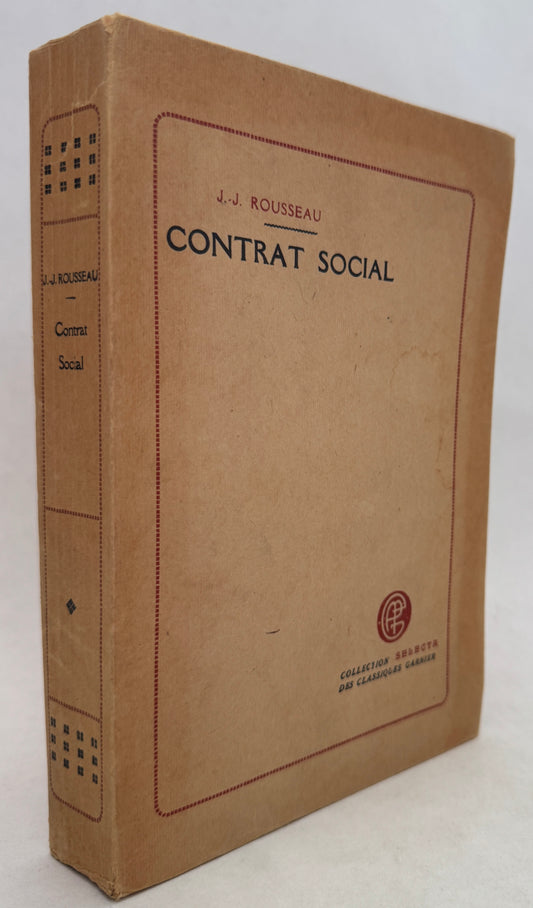 J.-J. ROUSSEAU
Contrat
Social
J.-J. ROUSSEAU
CONTRAT SOCIAL
COLLECTION SELECTA
DES CLASSIQUES GARNIER